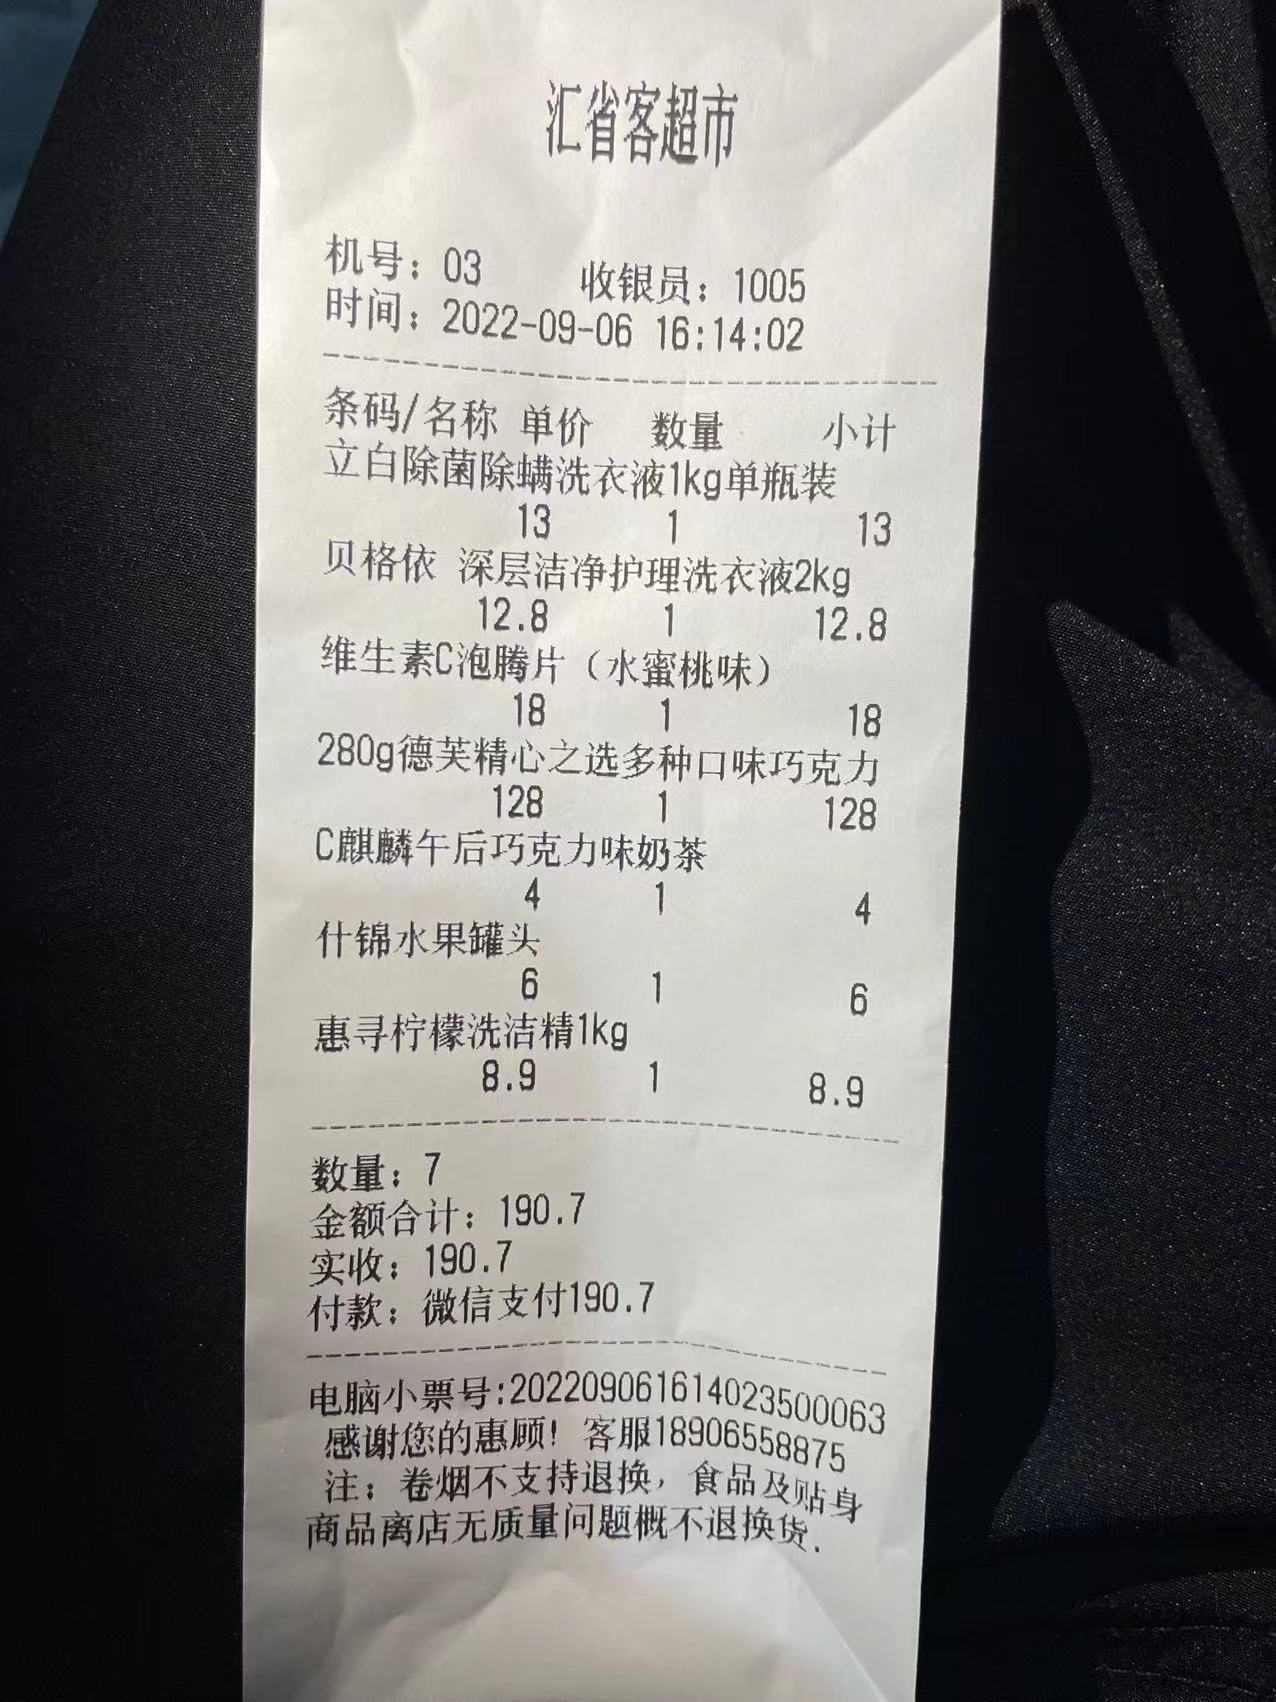 汇省客超市
机号：03 收银员：1005
时间：2022-09-06 16:14:02
条码/名称 单价 数量 小计
立白除菌除螨洗衣液1kg单瓶装
13 1 13
贝格依 深层洁净护理洗衣液2kg
12.8 1 12.8
维生素C泡腾片（水蜜桃味）
18 1 18
280g德芙精心之选多种口味巧克力
128 1 128
C麒麟午后巧克力味奶茶
4 1 4
什锦水果罐头
6 1 6
惠寻柠檬洗洁精1kg
8.9 1 8.9
数量：7
金额合计：190.7
实收：190.7
付款：微信支付190.7
电脑小票号:202209061614023500063
感谢您的惠顾！客服18906558875
注：卷烟不支持退换，食品及贴身
商品离店无质量问题概不退换货.